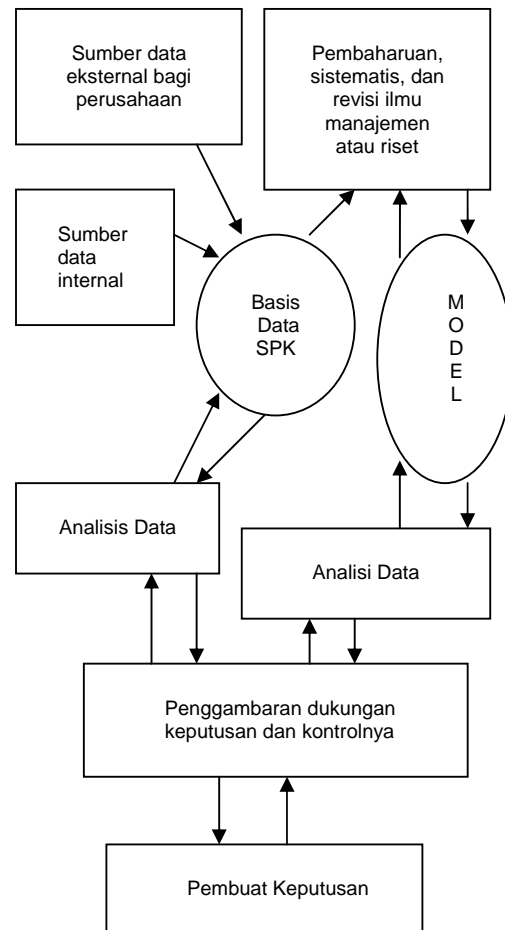 Sumber data
eksternal bagi
perusahaan
Pembaharuan,
sistematis, dan
revisi ilmu
manajemen
atau riset
Sumber
data
internal
Basis
Data
SPK
M
O
D
E
L
Analisis Data
Analisi Data
Penggambaran dukungan
keputusan dan kontrolnya
Pembuat Keputusan